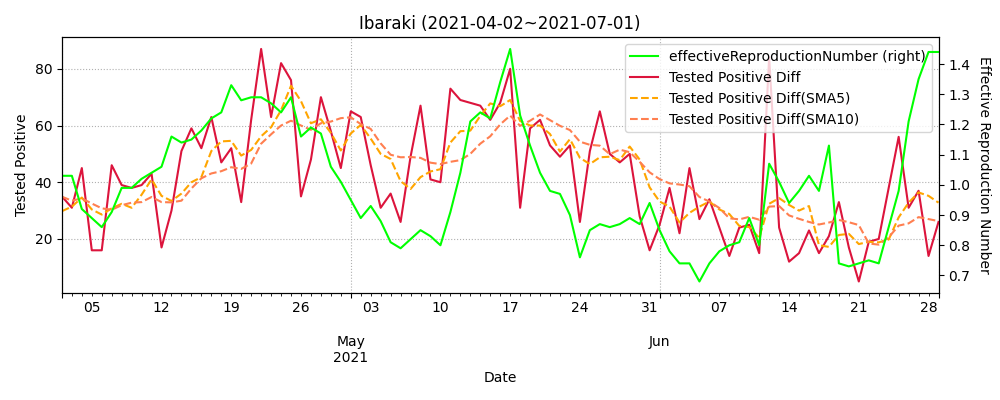 Ibaraki (2021-04-02~2021-07-01)
effectiveReproductionNumber (right)
Tested Positive Diff
Tested Positive Diff(SMA5)
Tested Positive Diff(SMA10)
Tested Positive
80
60
40
20
1.4
1.3
1.2
1.1
1.0
0.9
0.8
0.7
Effective Reproduction Number
05 12 19 26 03 10 17 24 31 07 14 21 28
May Jun
2021
Date